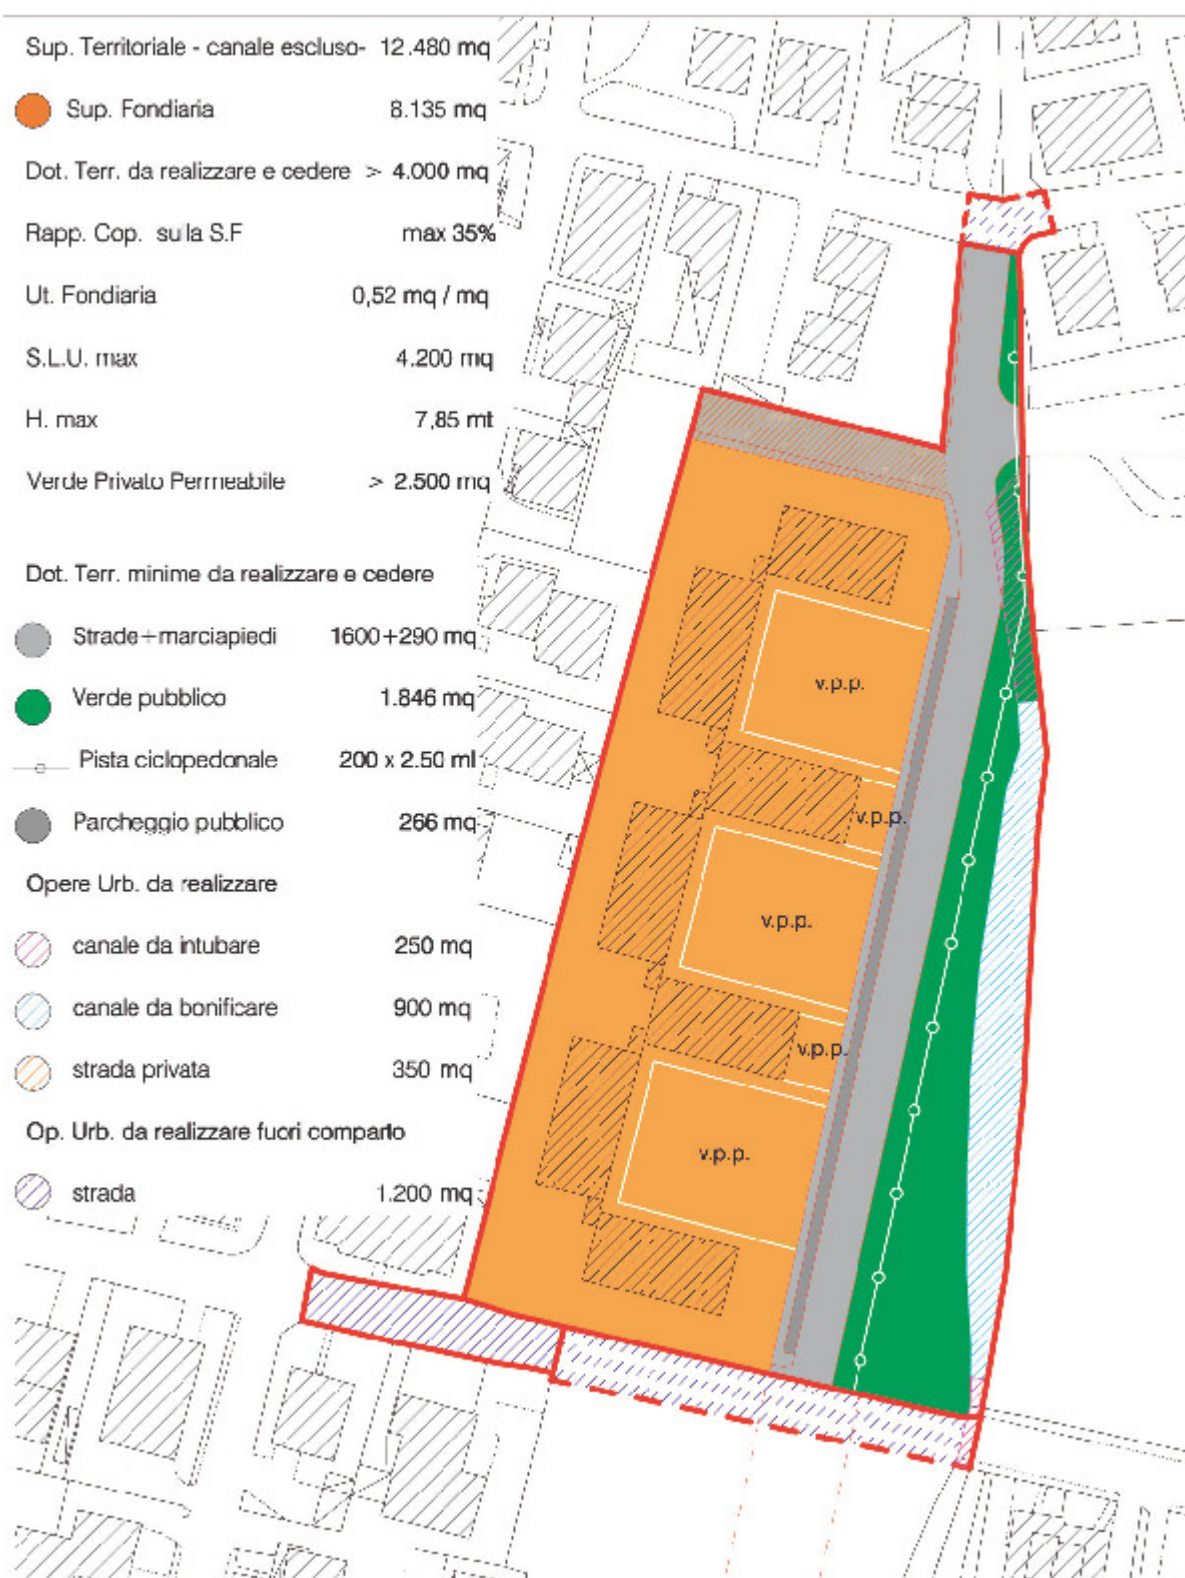 Sup. Territoriale - canale escluso- 12.480 mq
Sup. Fondiaria 8.135 mq
Dot. Terr. da realizzare e cedere > 4.000 mq
Rapp. Cop. sulla S.F max 35%
Ut. Fondiaria 0,52 mq / mq
S.L.U. max 4.200 mq
H. max 7,85 mt
Verde Privato Permeabile > 2.500 mq
Dot. Terr. minime da realizzare e cedere
Strade+marciapiedi 1600+290 mq
Verde pubblico 1.846 mq
Pista ciclopedonale 200 x 2.50 ml
Parcheggio pubblico 266 mq
Opere Urb. da realizzare
canale da intubare 250 mq
canale da bonificare 900 mq
strada privata 350 mq
Op. Urb. da realizzare fuori comparto
strada 1.200 mq
v.p.p.
v.p.p.
v.p.p.
v.p.p.
v.p.p.